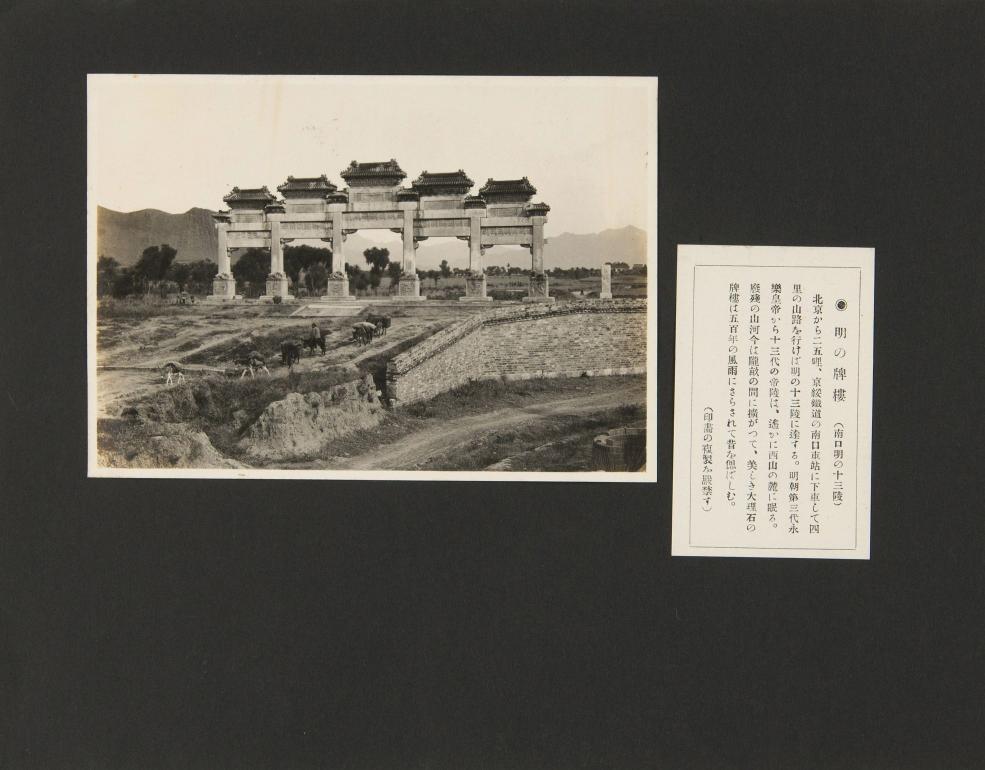 ◉ 明の牌樓 (南口明の十三陵)
北京から二五哩、京綏鐵道の南口車站に下車して四
里の山路を行けば明の十三陵に達する。明朝第三代永
樂皇帝から十三代の帝陵は、遙かに西山の麓に眠る。
廢殘の山河今は隴畝の間に擴がつて、美しき大理石の
牌樓は五百年の風雨にさらされて昔を偲ばしむ。
(印畵の複製を嚴禁す)